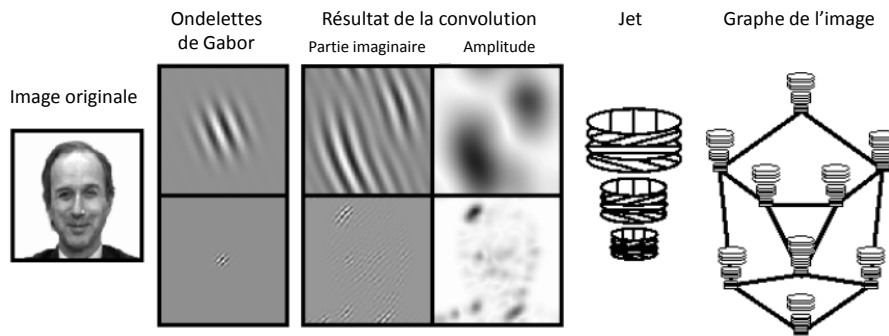 Ondelettes
de Gabor
Résultat de la convolution
Partie imaginaire
Amplitude
Jet
Graphe de l’image
Image originale